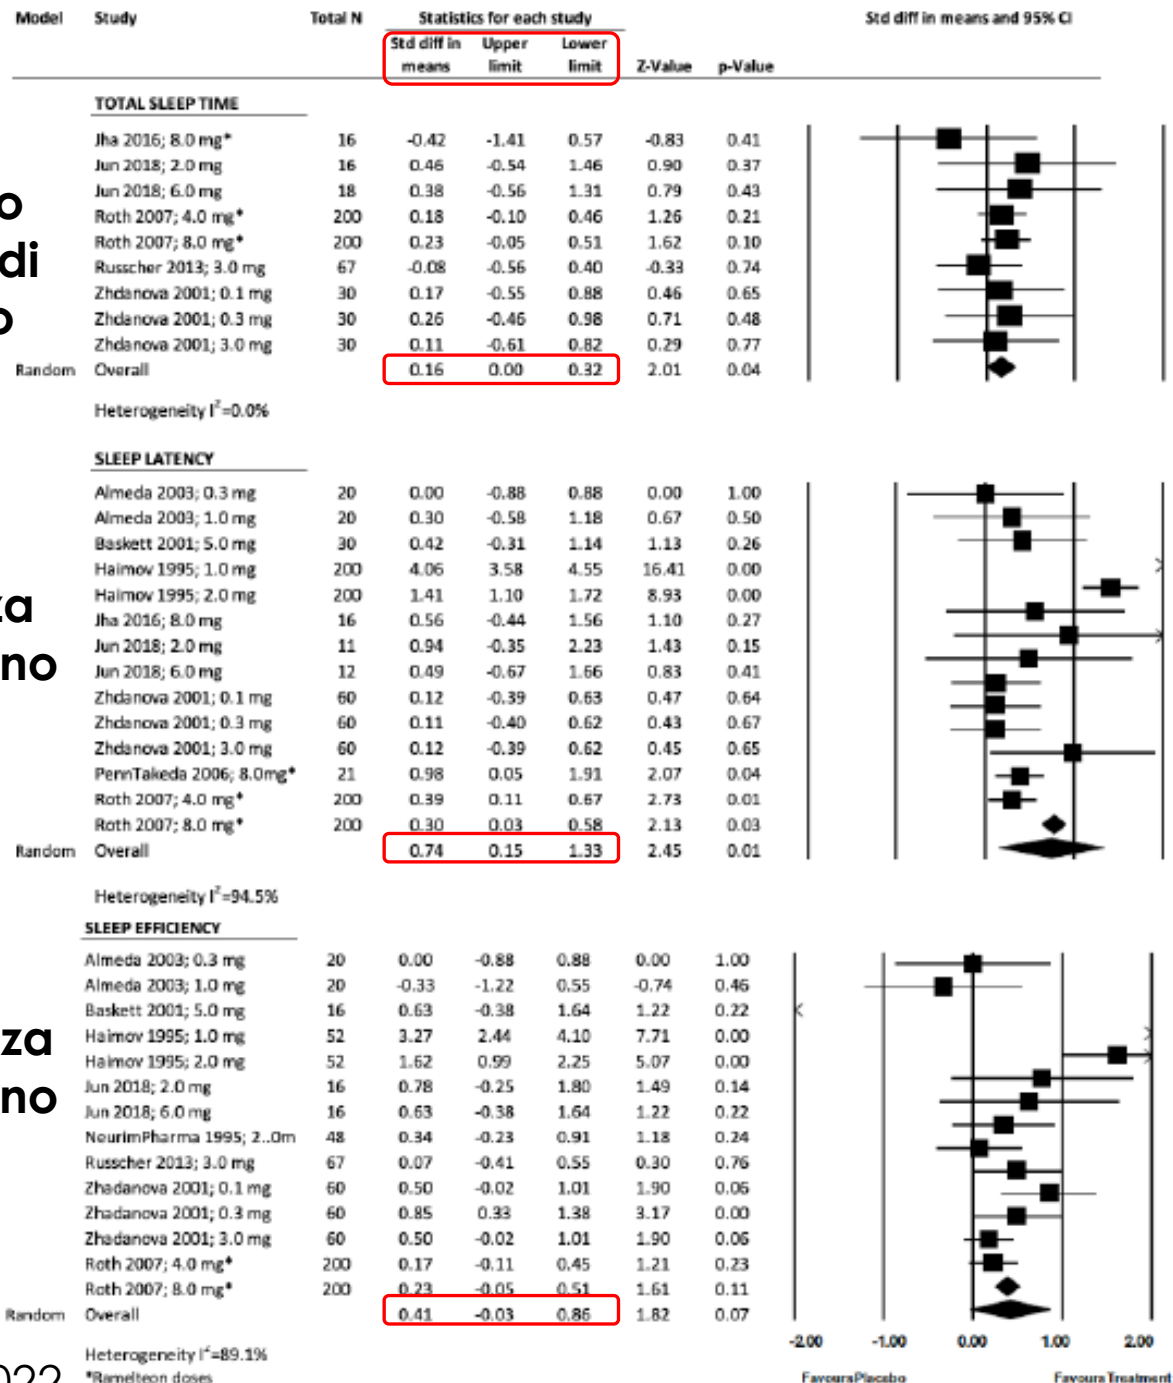 Model Study Total N Statistics for each study Std diff in means and 95% CI
Std diff in means Upper limit Lower limit Z-Value p-Value
TOTAL SLEEP TIME
Jha 2016; 8.0 mg* 16 -0.42 -1.41 0.57 -0.83 0.41
Jun 2018; 2.0 mg 16 0.46 -0.54 1.46 0.90 0.37
Jun 2018; 6.0 mg 18 0.38 -0.56 1.31 0.79 0.43
o
Roth 2007; 4.0 mg* 200 0.18 -0.10 0.46 1.26 0.21
Roth 2007; 8.0 mg* 200 0.23 -0.05 0.51 1.62 0.10
di
Russcher 2013; 3.0 mg 67 -0.08 -0.56 0.40 -0.33 0.74
Zhdanova 2001; 0.1 mg 30 0.17 -0.55 0.88 0.46 0.65
Zhdanova 2001; 0.3 mg 30 0.26 -0.46 0.98 0.71 0.48
o
Zhdanova 2001; 3.0 mg 30 0.11 -0.61 0.82 0.29 0.77
Random Overall 0.16 0.00 0.32 2.01 0.04
Heterogeneity I²=0.0%
SLEEP LATENCY
Almeda 2003; 0.3 mg 20 0.00 -0.88 0.88 0.00 1.00
Almeda 2003; 1.0 mg 20 0.30 -0.58 1.18 0.67 0.50
Baskett 2001; 5.0 mg 30 0.42 -0.31 1.14 1.13 0.26
Haimov 1995; 1.0 mg 200 4.06 3.58 4.55 16.41 0.00
Haimov 1995; 2.0 mg 200 1.41 1.10 1.72 8.93 0.00
za
Jha 2016; 8.0 mg 16 0.56 -0.44 1.56 1.10 0.27
Jun 2018; 2.0 mg 11 0.94 -0.35 2.23 1.43 0.15
no
Jun 2018; 6.0 mg 12 0.49 -0.67 1.66 0.83 0.41
Zhdanova 2001; 0.1 mg 60 0.12 -0.39 0.63 0.47 0.64
Zhdanova 2001; 0.3 mg 60 0.11 -0.40 0.62 0.43 0.67
Zhdanova 2001; 3.0 mg 60 0.12 -0.39 0.62 0.45 0.65
PennTakeda 2006; 8.0mg* 21 0.98 0.05 1.91 2.07 0.04
Roth 2007; 4.0 mg* 200 0.39 0.11 0.67 2.73 0.01
Roth 2007; 8.0 mg* 200 0.30 0.03 0.58 2.13 0.03
Random Overall 0.74 0.15 1.33 2.45 0.01
Heterogeneity I²=94.5%
SLEEP EFFICIENCY
Almeda 2003; 0.3 mg 20 0.00 -0.88 0.88 0.00 1.00
Almeda 2003; 1.0 mg 20 -0.33 -1.22 0.55 -0.74 0.46
Baskett 2001; 5.0 mg 16 0.63 -0.38 1.64 1.22 0.22
za
Haimov 1995; 1.0 mg 52 3.27 2.44 4.10 7.71 0.00
Haimov 1995; 2.0 mg 52 1.62 0.99 2.25 5.07 0.00
Jun 2018; 2.0 mg 16 0.78 -0.25 1.80 1.49 0.14
no
Jun 2018; 6.0 mg 16 0.63 -0.38 1.64 1.22 0.22
NeurimPharma 1995; 2..0m 48 0.34 -0.23 0.91 1.18 0.24
Russcher 2013; 3.0 mg 67 0.07 -0.41 0.55 0.30 0.76
Zhadanova 2001; 0.1 mg 60 0.50 -0.02 1.01 1.90 0.06
Zhadanova 2001; 0.3 mg 60 0.85 0.33 1.38 3.17 0.00
Zhadanova 2001; 3.0 mg 60 0.50 -0.02 1.01 1.90 0.06
Roth 2007; 4.0 mg* 200 0.17 -0.11 0.45 1.21 0.23
Roth 2007; 8.0 mg* 200 0.23 -0.05 0.51 1.61 0.11
Random Overall 0.41 -0.03 0.86 1.82 0.07
-2.00 -1.00 0.00 1.00 2.00
Heterogeneity I²=89.1%
022 *Ramelteon doses Favours Placebo Favours Treatment